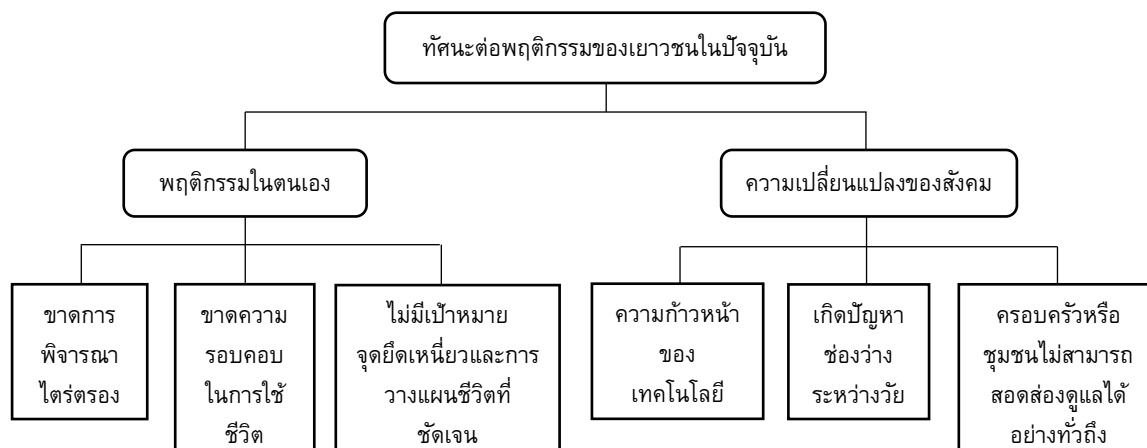 ทัศนะต่อพฤติกรรมของเยาวชนในปัจจุบัน
พฤติกรรมในตนเอง
ความเปลี่ยนแปลงของสังคม
ขาดการ
พิจารณา
ไตร่ตรอง
ขาดความ
รอบคอบ
ในการใช้
ชีวิต
ไม่มีเป้าหมาย
จุดยึดเหนี่ยวและการ
วางแผนชีวิตที่
ชัดเจน
ความก้าวหน้า
ของ
เทคโนโลยี
เกิดปัญหา
ช่องว่าง
ระหว่างวัย
ครอบครัวหรือ
ชุมชนไม่สามารถ
สอดส่องดูแลได้
อย่างทั่วถึง